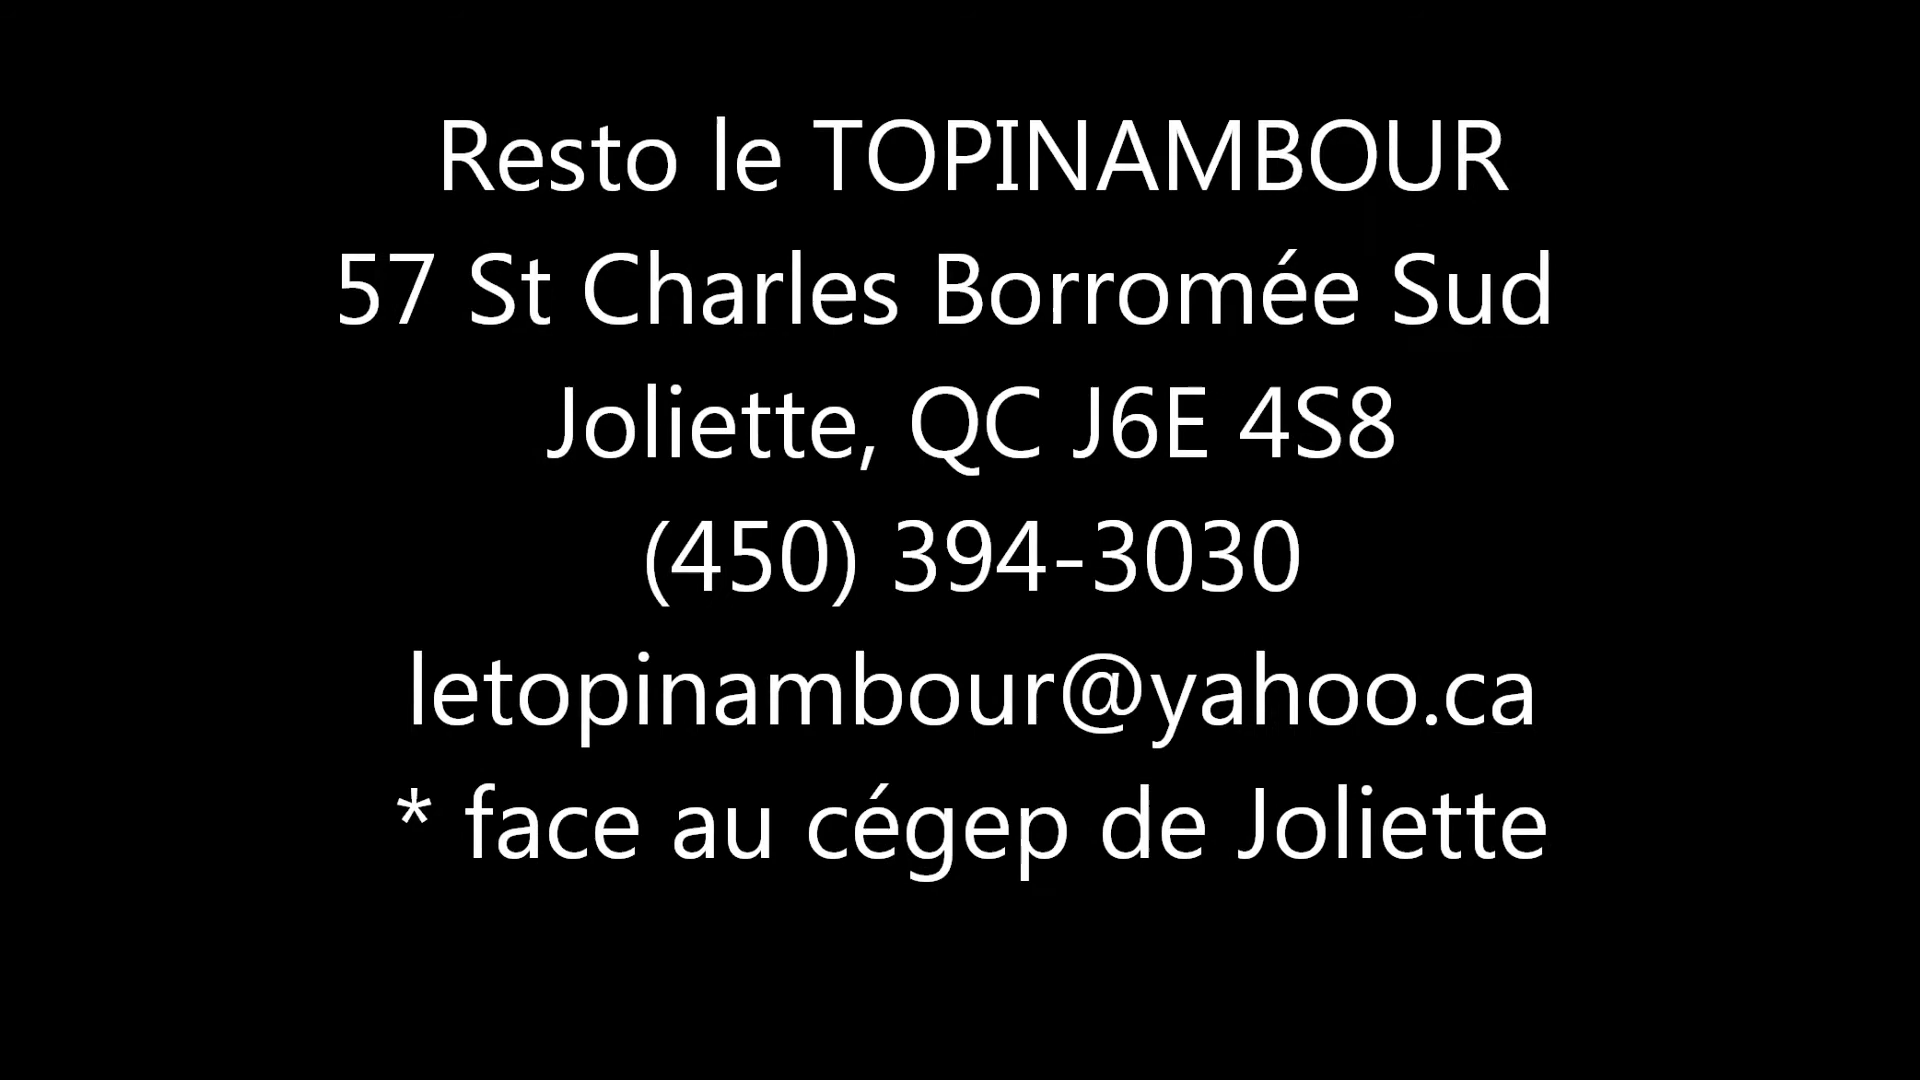 Resto le TOPINAMBOUR
57 St Charles Borromée Sud
Joliette, QC J6E 4S8
(450) 394-3030
letopinambour@yahoo.ca
* face au cégep de Joliette